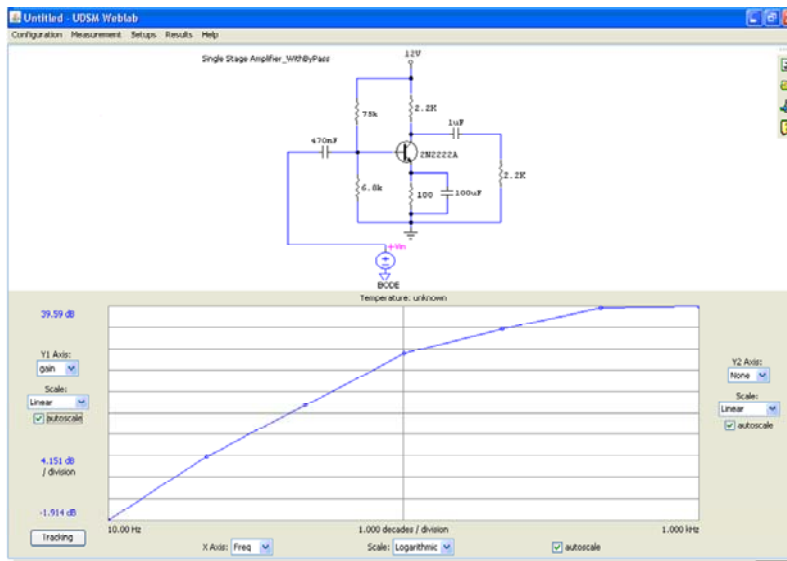 Untitled - UDSM Weblab
Configuration Measurement Setups Results Help
Single Stage Amplifier_WithByPass
12V
75k
2.2K
1uF
470nF
2N2222A
6.8k
100
100uF
2.2K
+Vin
BODE
Temperature: unknown
39.59 dB
Y1 Axis:
gain
Scale:
Linear
autoscale
4.151 dB
/ division
-1.914 dB
Tracking
Y2 Axis:
None
Scale:
Linear
autoscale
10.00 Hz
1.000 decades / division
1.000 kHz
X Axis: Freq
Scale: Logarithmic
autoscale